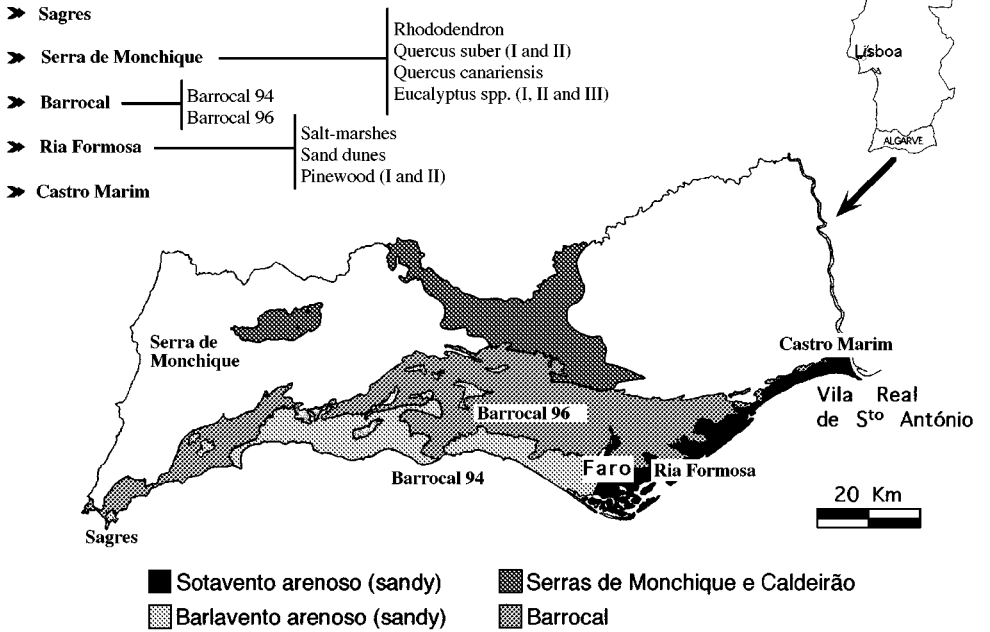 Sagres
Serra de Monchique
Rhododendron
Quercus suber (I and II)
Quercus canariensis
Eucalyptus spp. (I, II and III)
Barrocal
Barrocal 94
Barrocal 96
Ria Formosa
Salt-marshes
Sand dunes
Pinewood (I and II)
Castro Marim
Lisboa
ALGARVE
Serra de
Monchique
Castro Marim
Vila Real
de Sto António
Barrocal 96
Barrocal 94
Faro
Ria Formosa
20 Km
Sagres
Sotavento arenoso (sandy)
Serras de Monchique e Caldeirão
Barlavento arenoso (sandy)
Barrocal